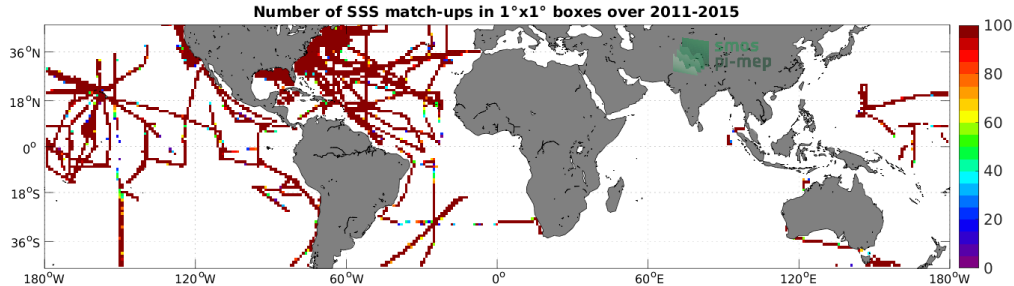 Number of SSS match-ups in 1°x1° boxes over 2011-2015
36°N
18°N
0°
18°S
36°S
180°W
120°W
60°W
0°
60°E
120°E
180°W
smos
pi-mep
100
80
60
40
20
0